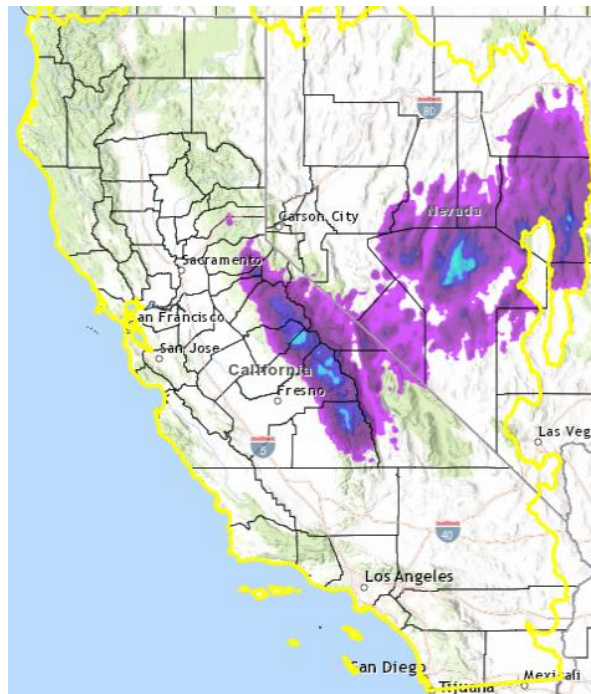 80
Nevada
Carson City
Sacramento
an Francisco
San Jose
California
Fresno
5
Las Veg
40
Los Angeles
San Diego
Tijuana
Mexicali